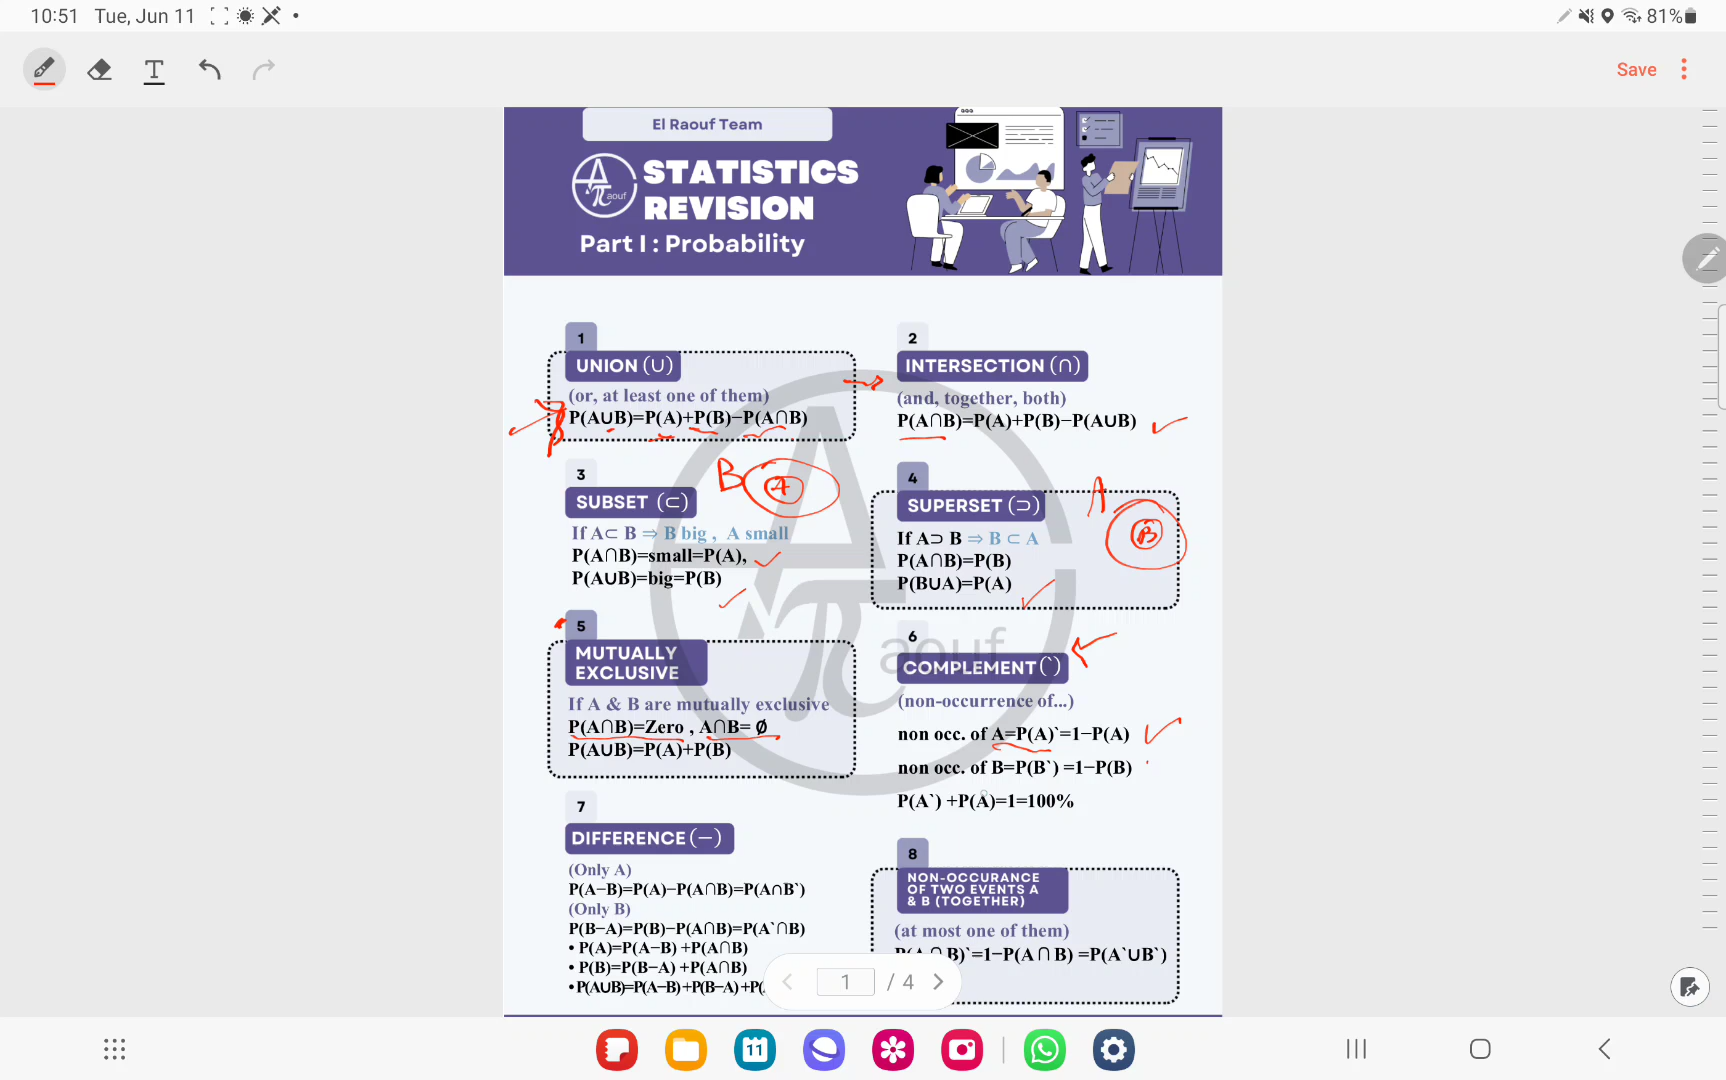 10:51 Tue, Jun 11
81%
T
Save
El Raouf Team
A
π aouf
STATISTICS
REVISION
Part I : Probability
1
UNION (∪)
(or, at least one of them)
P(A∪B)=P(A)+P(B)−P(A∩B)
2
INTERSECTION (∩)
(and, together, both)
P(A∩B)=P(A)+P(B)−P(A∪B)
3
SUBSET (⊂)
B A
If A⊂ B ⇒ B big , A small
P(A∩B)=small=P(A),
P(A∪B)=big=P(B)
4
SUPERSET (⊃)
A B
If A⊃ B ⇒ B ⊂ A
P(A∩B)=P(B)
P(B∪A)=P(A)
5
MUTUALLY
EXCLUSIVE
If A & B are mutually exclusive
P(A∩B)=Zero , A∩B= ∅
P(A∪B)=P(A)+P(B)
aouf
6
COMPLEMENT(`)
(non-occurrence of...)
non occ. of A=P(A)`=1−P(A)
non occ. of B=P(B`) =1−P(B)
P(A`) +P(A)=1=100%
7
DIFFERENCE (−)
(Only A)
P(A−B)=P(A)−P(A∩B)=P(A∩B`)
(Only B)
P(B−A)=P(B)−P(A∩B)=P(A`∩B)
• P(A)=P(A−B) +P(A∩B)
• P(B)=P(B−A) +P(A∩B)
•P(A∪B)=P(A−B)+P(B−A)+P(
8
NON-OCCURANCE
OF TWO EVENTS A
& B (TOGETHER)
(at most one of them)
P(A∩B)`=1−P(A∩B) =P(A`∪B`)
1 / 4
11